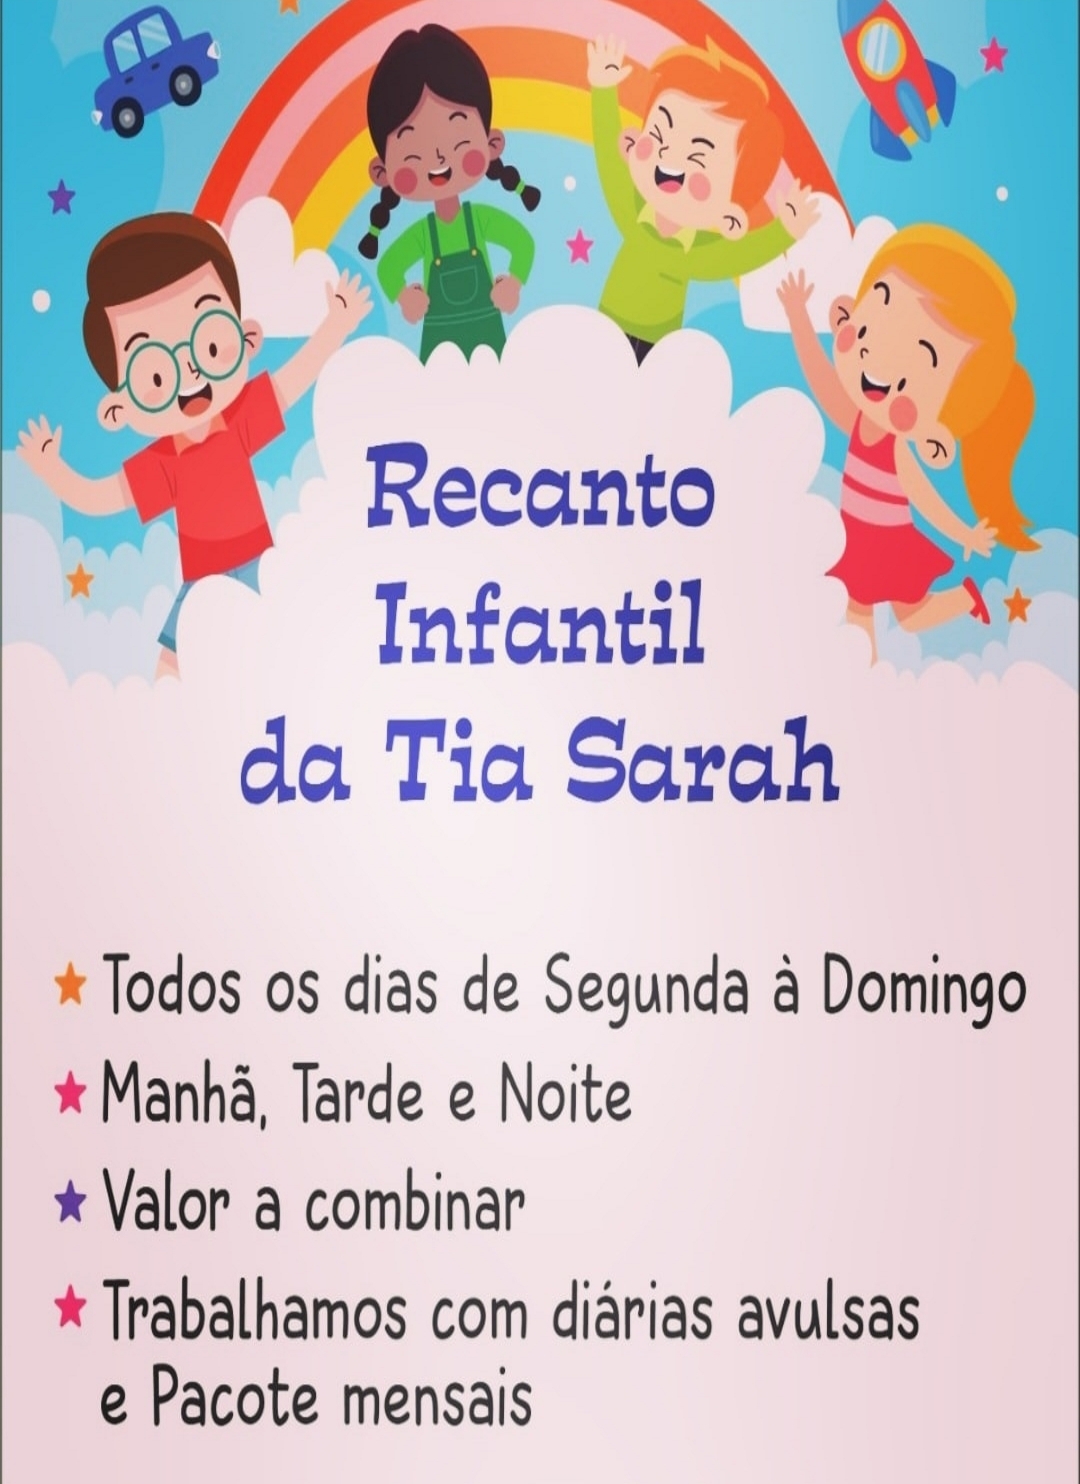 Recanto
Infantil
da Tia Sarah
Todos os dias de Segunda à Domingo
Manhã, Tarde e Noite
Valor a combinar
Trabalhamos com diárias avulsas
e Pacote mensais